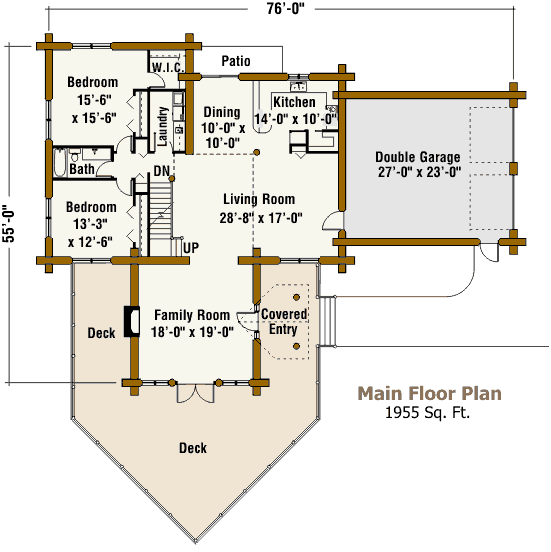 76'-0"
55'-0"
Patio
W.I.C.
Bedroom
15'-6"
x 15'-6"
Laundry
Dining
10'-0" x
10'-0"
Kitchen
14'-0" x 10'-0"
Double Garage
27'-0" x 23'-0"
Bath
DN
Living Room
28'-8" x 17'-0"
Bedroom
13'-3"
x 12'-6"
UP
Family Room
18'-0" x 19'-0"
Covered
Entry
Deck
Deck
Main Floor Plan
1955 Sq. Ft.